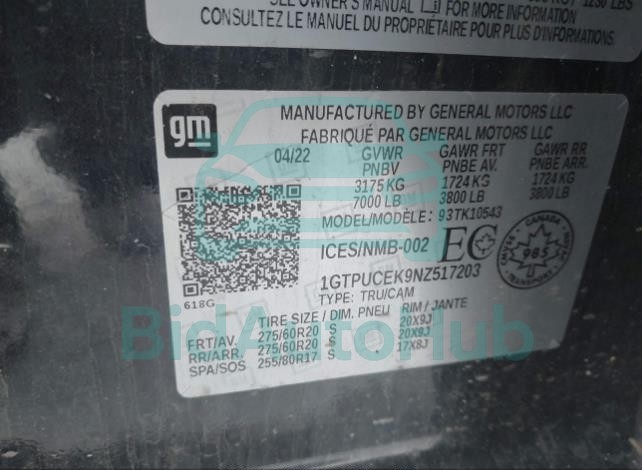 SEE OWNER'S MANUAL FOR MORE INFORMATION
CONSULTEZ LE MANUEL DU PROPRIÉTAIRE POUR PLUS D'INFORMATIONS.
gm
MANUFACTURED BY GENERAL MOTORS LLC
FABRIQUÉ PAR GENERAL MOTORS LLC
04/22 GVWR GAWR FRT GAWR RR
PNBV PNBE AV. PNBE ARR.
3175 KG 1724 KG 1724 KG
7000 LB 3800 LB 3800 LB
MODEL/MODÈLE: 93TK10543
ICES/NMB-002 EC CANADA 985
1GTPUCEK9NZ517203
618G
TYPE: TRU/CAM
TIRE SIZE / DIM. PNEU RIM / JANTE
FRT/AV. 275/60R20 S 20X9J
RR/ARR. 275/60R20 S 20X9J
SPA/SOS 255/80R17 S 17X8J
BidAutoHub